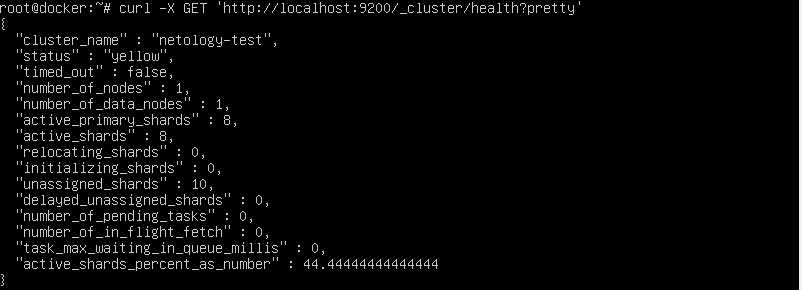 root@docker:~# curl -X GET 'http://localhost:9200/_cluster/health?pretty'
{
  "cluster_name" : "netology-test",
  "status" : "yellow",
  "timed_out" : false,
  "number_of_nodes" : 1,
  "number_of_data_nodes" : 1,
  "active_primary_shards" : 8,
  "active_shards" : 8,
  "relocating_shards" : 0,
  "initializing_shards" : 0,
  "unassigned_shards" : 10,
  "delayed_unassigned_shards" : 0,
  "number_of_pending_tasks" : 0,
  "number_of_in_flight_fetch" : 0,
  "task_max_waiting_in_queue_millis" : 0,
  "active_shards_percent_as_number" : 44.44444444444444
}